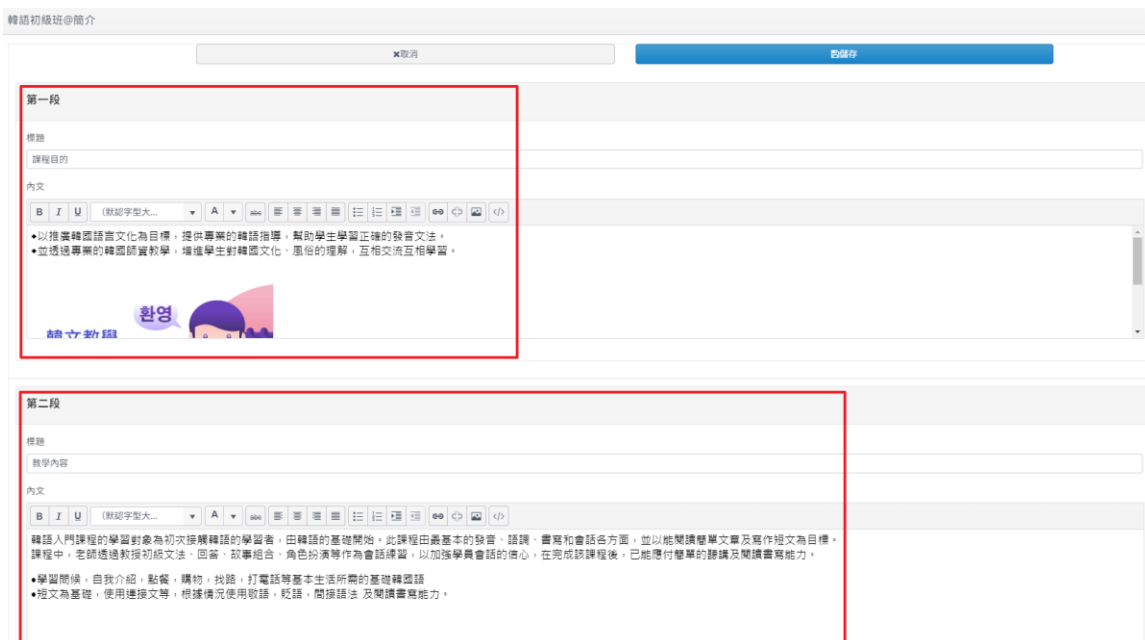 韓語初級班@簡介
✖取消
儲存
第一段
標題
課程目的
內文
B I U (默認字型大... A abc </>
•以推廣韓國語言文化為目標，提供專業的韓語指導，幫助學生學習正確的發音文法。
•並透過專業的韓國師資教學，增進學生對韓國文化、風俗的理解，互相交流互相學習。
환영
韓文教學
第二段
標題
教學內容
內文
B I U (默認字型大... A abc </>
韓語入門課程的學習對象為初次接觸韓語的學習者，由韓語的基礎開始。此課程由最基本的發音、語調、書寫和會話各方面，並以能閱讀簡單文章及寫作短文為目標。
課程中，老師透過教授初級文法、回答、故事組合、角色扮演等作為會話練習，以加強學員會話的信心，在完成該課程後，已能應付簡單的聽講及閱讀書寫能力。
•學習問候，自我介紹，點餐，購物，找路，打電話等基本生活所需的基礎韓國語
•短文為基礎，使用連接文等，根據情況使用敬語，貶語，間接語法 及閱讀書寫能力。